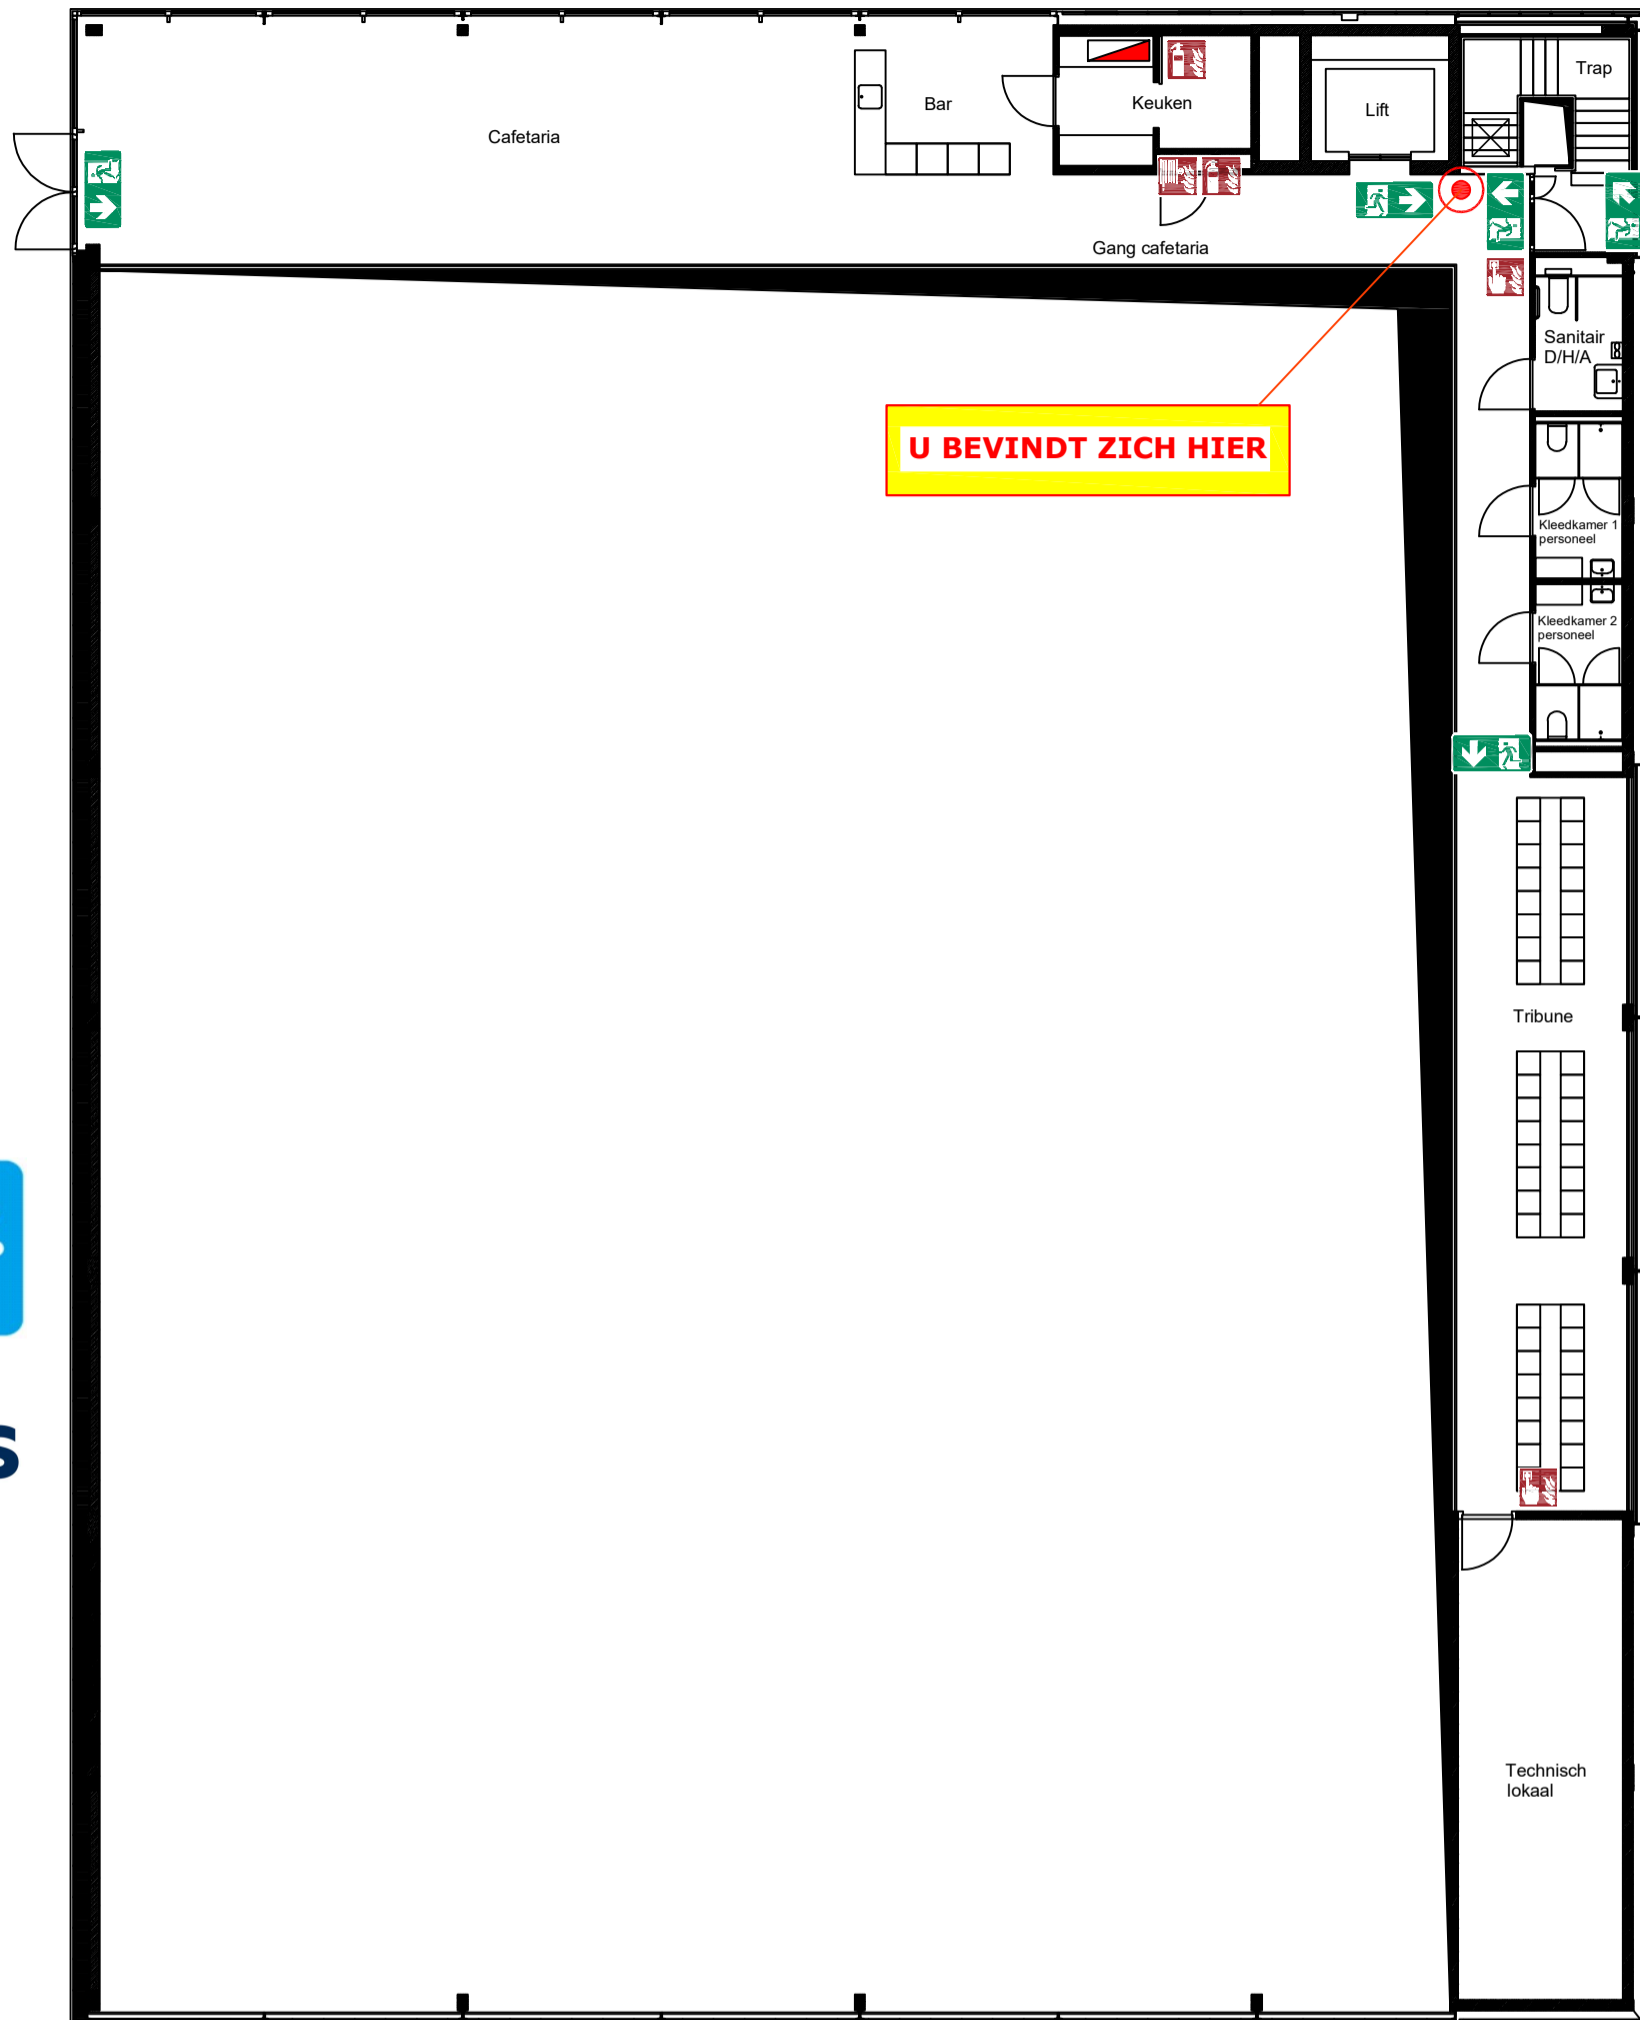 Trap
Keuken
Bar
Lift
Cafetaria
Gang cafetaria
Sanitair
D/H/A
U BEVINDT ZICH HIER
Kleedkamer 1
personeel
Kleedkamer 2
personeel
Tribune
s
Technisch
lokaal